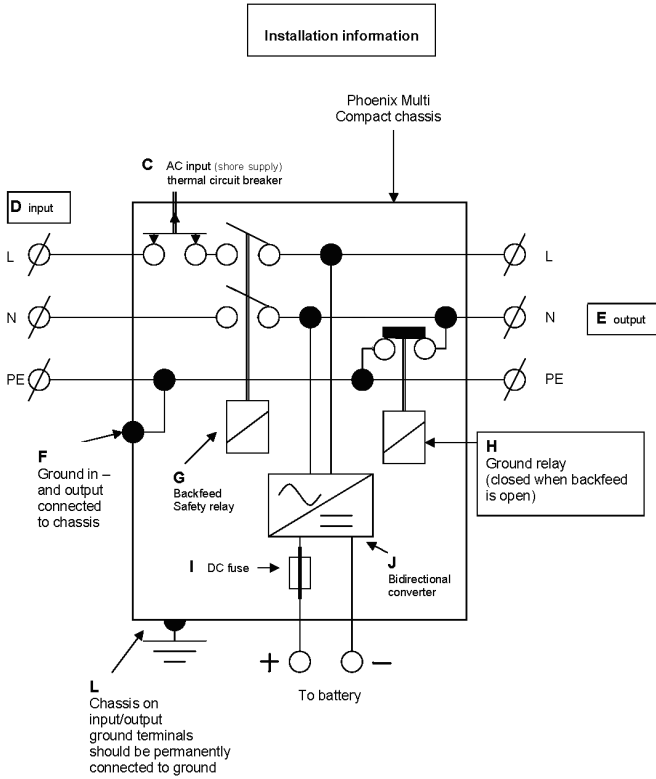 Installation information
Phoenix Multi
Compact chassis
C AC input (shore supply)
thermal circuit breaker
D input
L
L
N
N
E output
PE
PE
F
Ground in –
and output
connected
to chassis
G
Backfeed
Safety relay
H
Ground relay
(closed when backfeed
is open)
I DC fuse
J
Bidirectional
converter
+
–
To battery
L
Chassis on
input/output
ground terminals
should be permanently
connected to ground